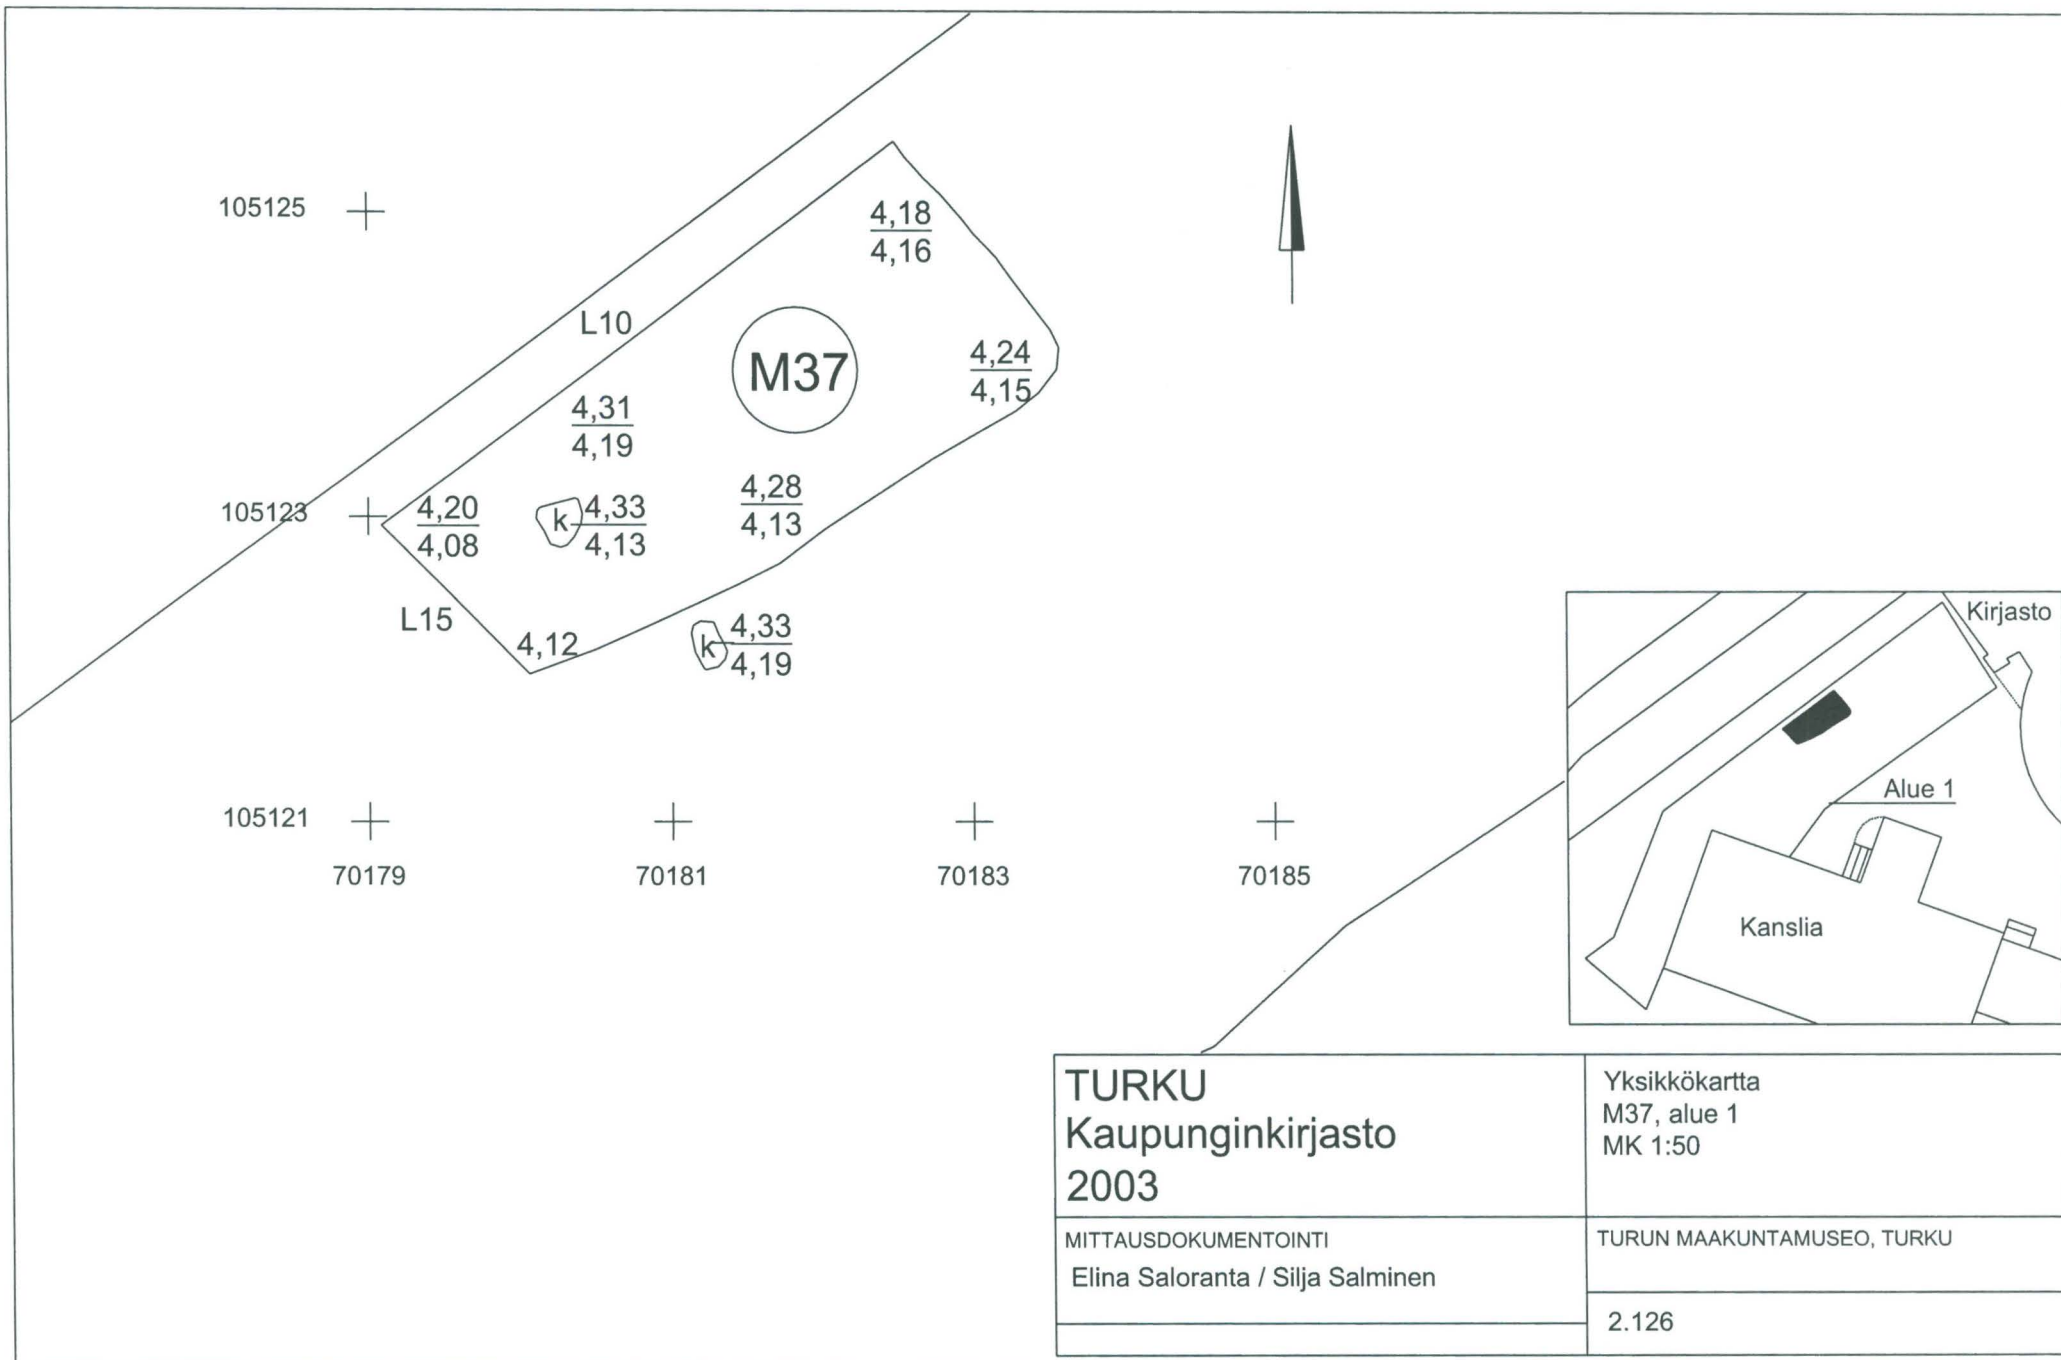 105125
4,18
4,16
L10
M37
4,24
4,15
4,31
4,19
105123
4,20
4,08
k
4,33
4,13
4,28
4,13
L15
4,12
k
4,33
4,19
105121
70179
70181
70183
70185
Kirjasto
Alue 1
Kanslia
TURKU
Kaupunginkirjasto
2003
Yksikkökartta
M37, alue 1
MK 1:50
MITTAUSDOKUMENTOINTI
Elina Saloranta / Silja Salminen
TURUN MAAKUNTAMUSEO, TURKU
2.126